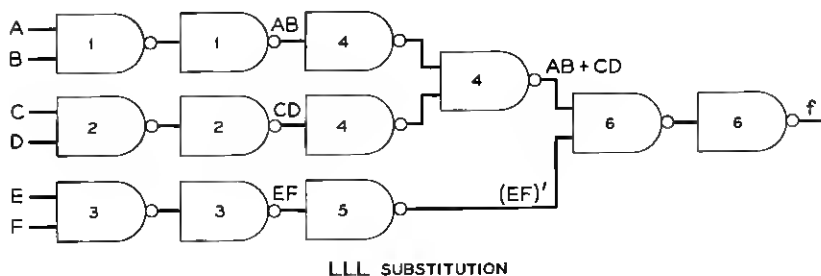 A
B
1
1
AB
4
4
AB + CD
C
D
2
2
CD
4
6
6
f
E
F
3
3
EF
5
(EF)'
LLL SUBSTITUTION